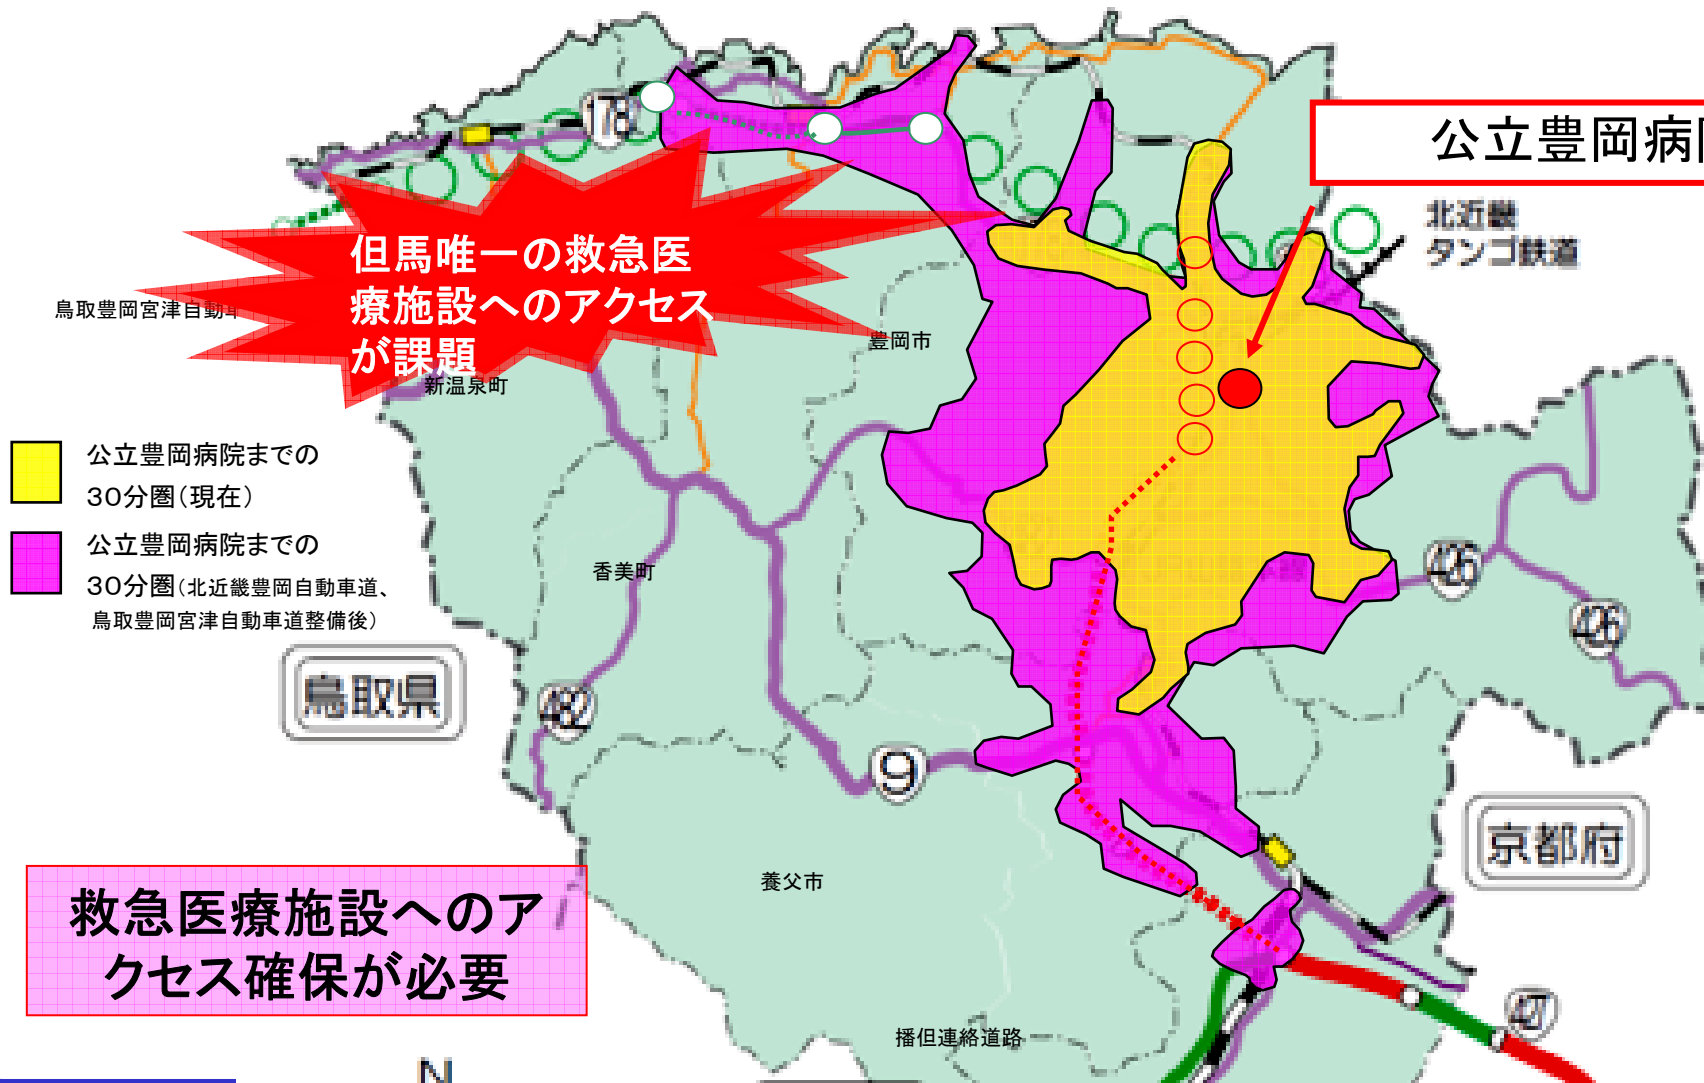 178
公立豊岡病
北近畿
タンゴ鉄道
但馬唯一の救急医
療施設へのアクセス
が課題
鳥取豊岡宮津自動
豊岡市
新温泉町
公立豊岡病院までの
30分圏(現在)
公立豊岡病院までの
30分圏(北近畿豊岡自動車道、
鳥取豊岡宮津自動車道整備後)
香美町
426
426
鳥取県
482
9
京都府
養父市
救急医療施設へのア
クセス確保が必要
427
播但連絡道路
N